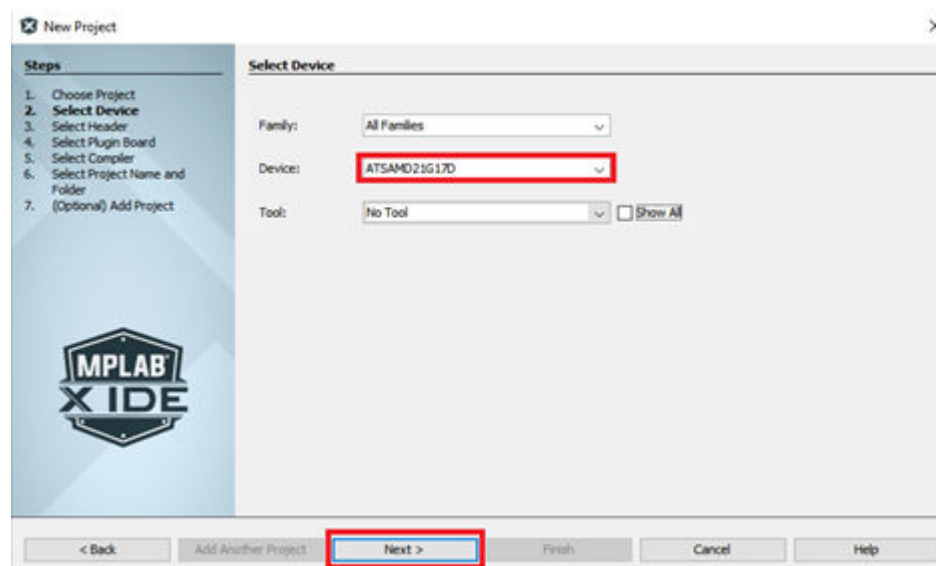 New Project
Steps
1. Choose Project
2. Select Device
3. Select Header
4. Select Plugin Board
5. Select Compiler
6. Select Project Name and
Folder
7. (Optional) Add Project
Select Device
Family: All Families
Device: ATSAMD21G17D
Tool: No Tool Show All
MPLAB
X IDE
< Back Add Another Project Next > Finish Cancel Help